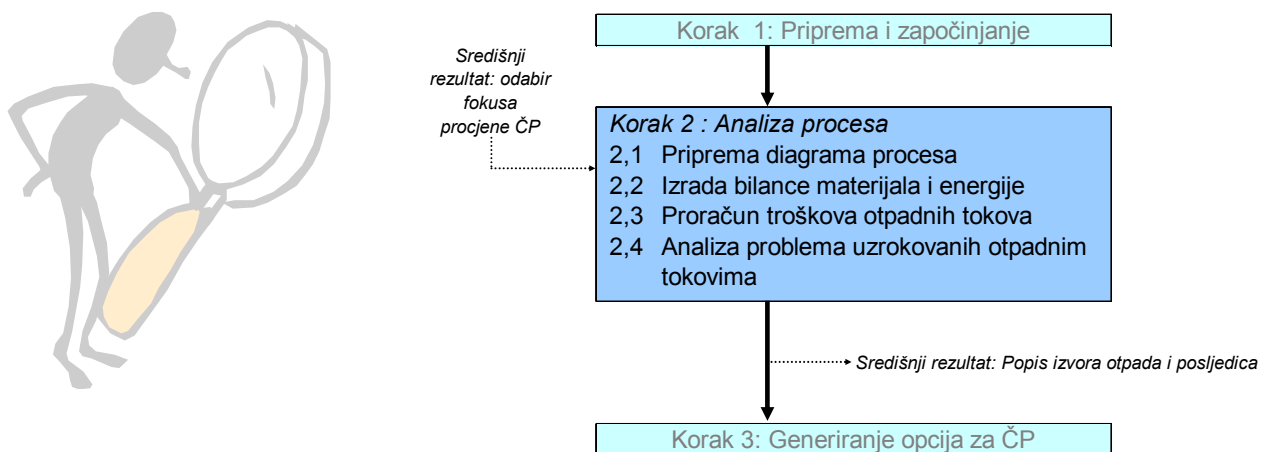 Korak 1: Priprema i započinjanje
Središnji
rezultat: odabir
fokusa
procjene ČP
Korak 2 : Analiza procesa
2,1 Priprema diagrama procesa
2,2 Izrada bilance materijala i energije
2,3 Proračun troškova otpadnih tokova
2,4 Analiza problema uzrokovanih otpadnim
tokovima
Središnji rezultat: Popis izvora otpada i posljedica
Korak 3: Generiranje opcija za ČP